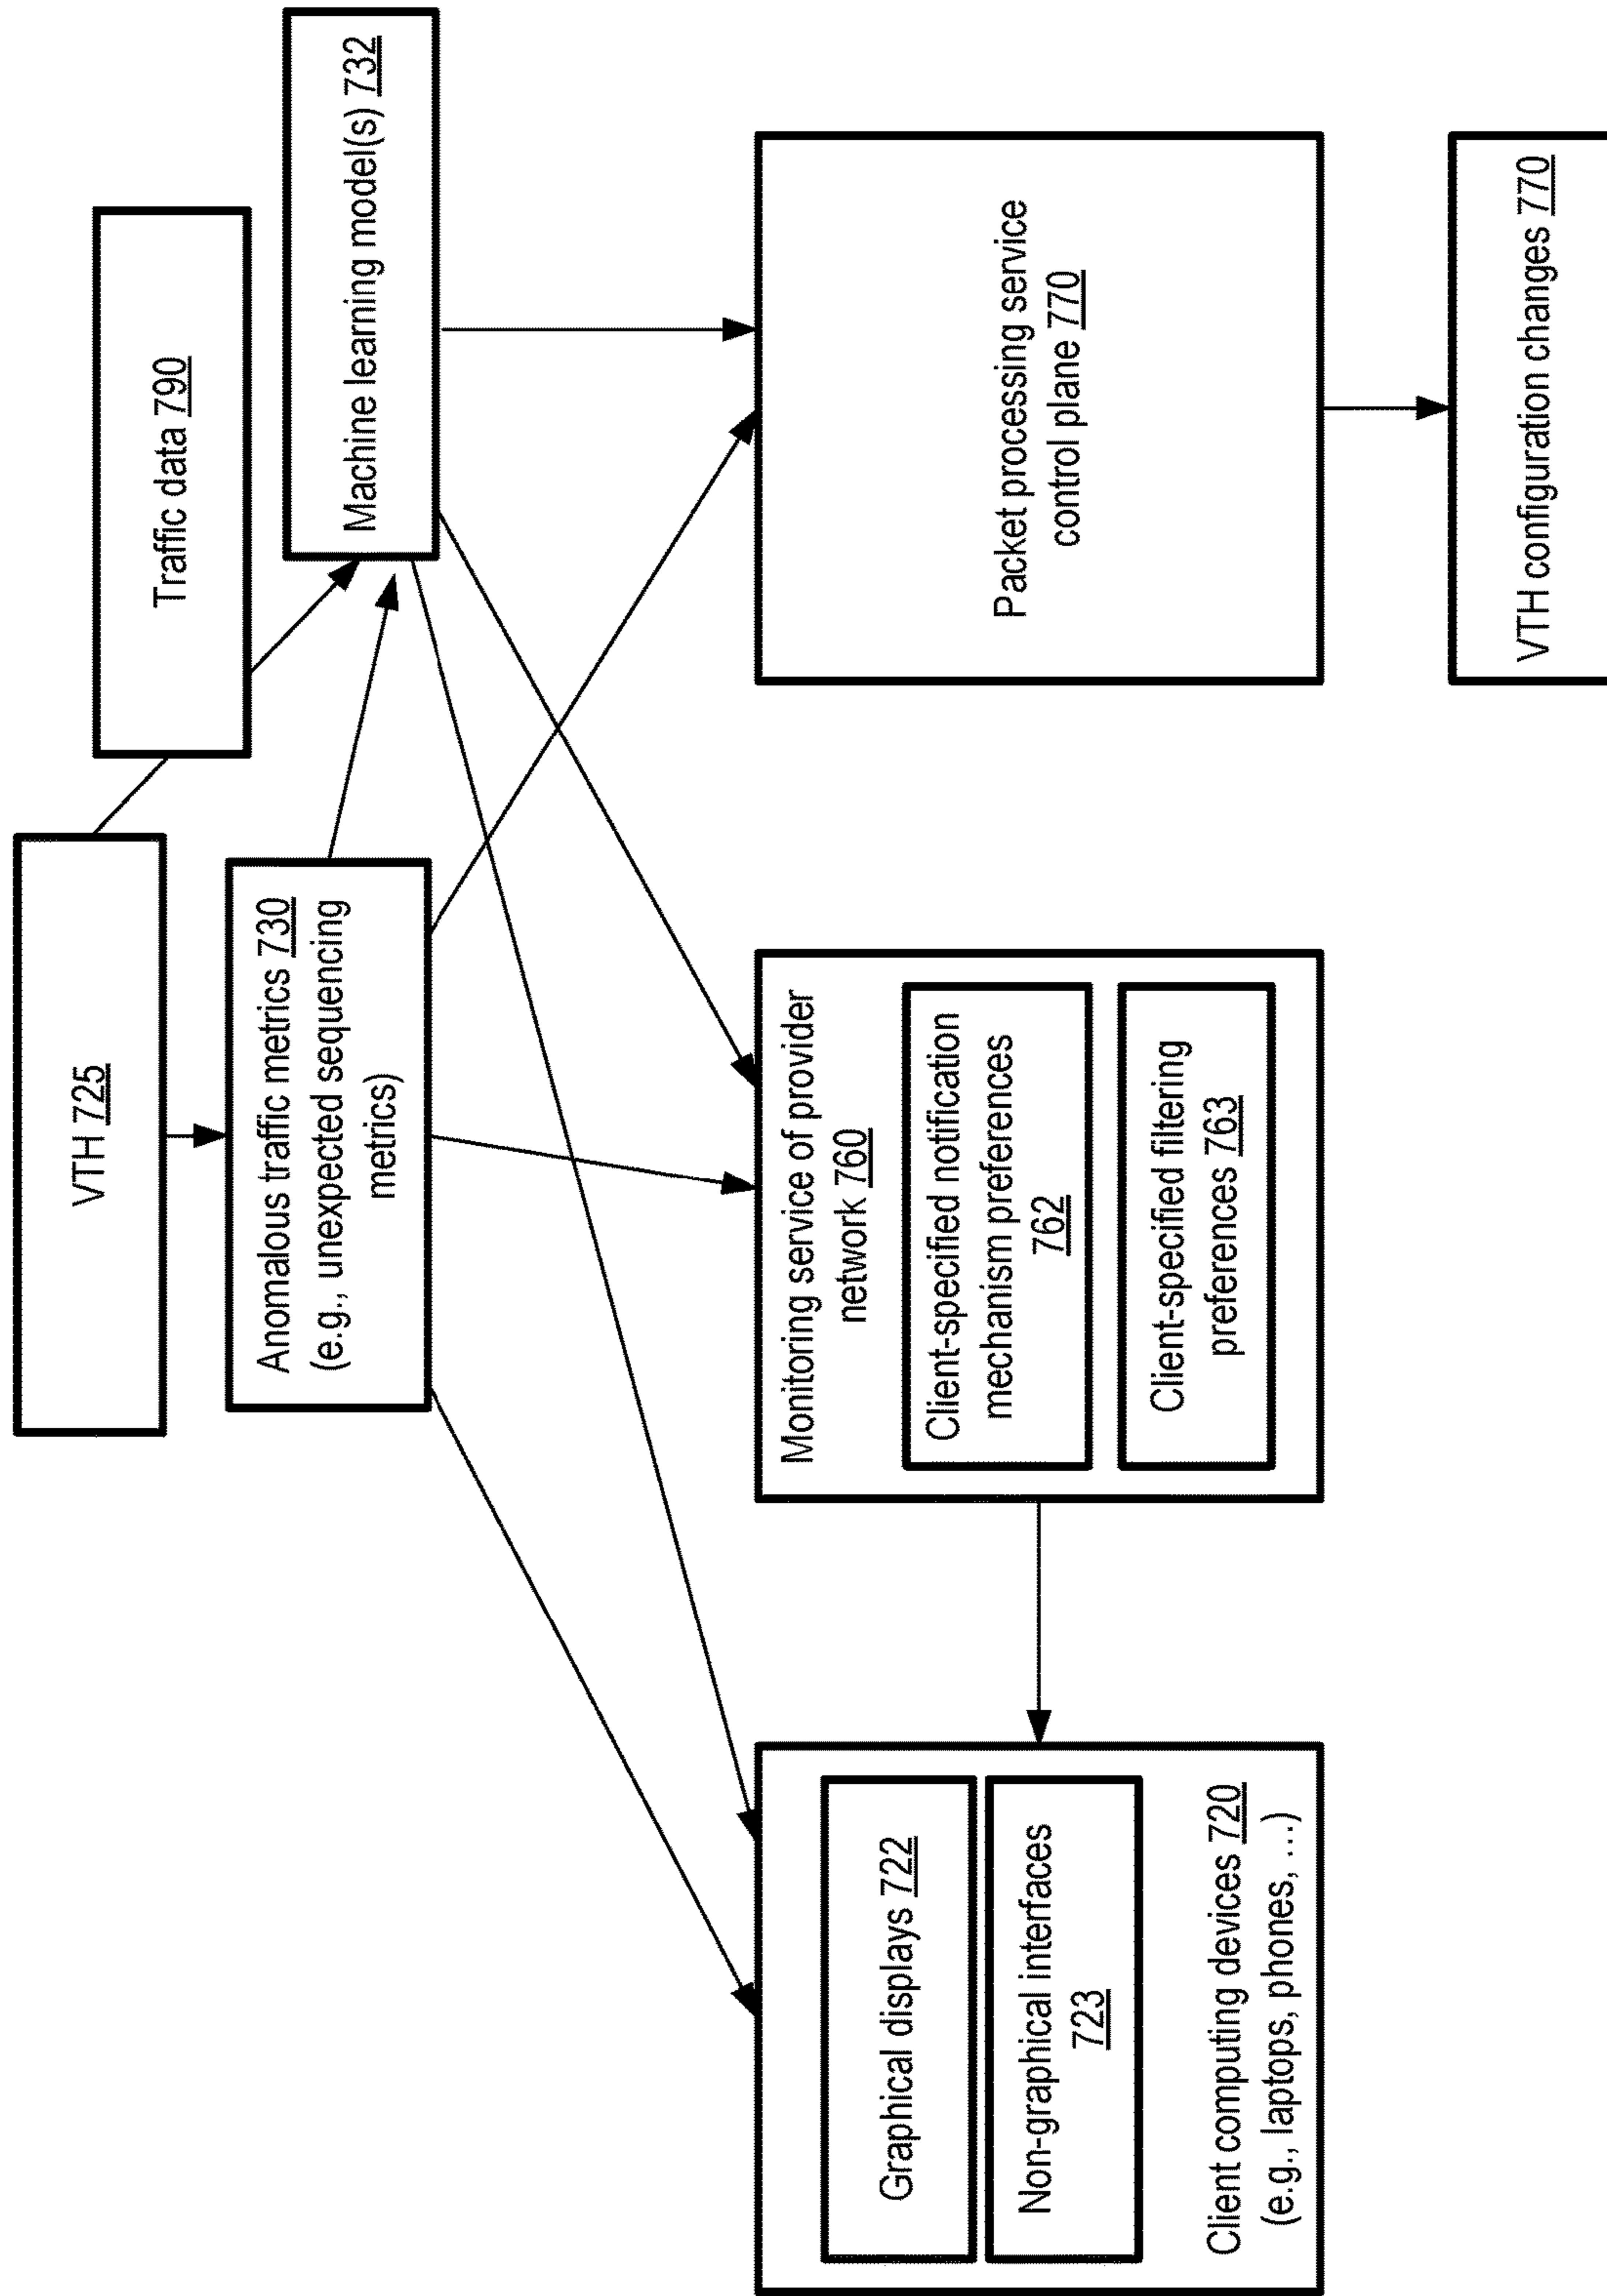 VTH 725
Traffic data 790
Anomalous traffic metrics 730
(e.g., unexpected sequencing
metrics)
Machine learning model(s) 732
Graphical displays 722
Non-graphical interfaces
723
Client computing devices 720
(e.g., laptops, phones, …)
Monitoring service of provider
network 760
Client-specified notification
mechanism preferences
762
Client-specified filtering
preferences 763
Packet processing service
control plane 770
VTH configuration changes 770